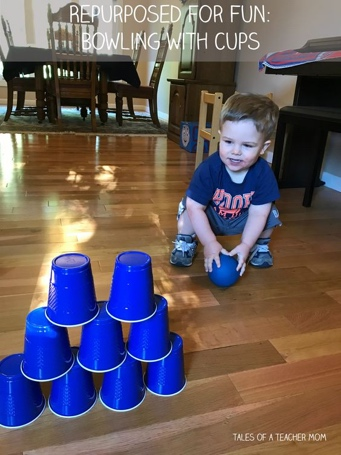 REPURPOSED FOR FUN:
BOWLING WITH CUPS
TALES OF A TEACHER MOM